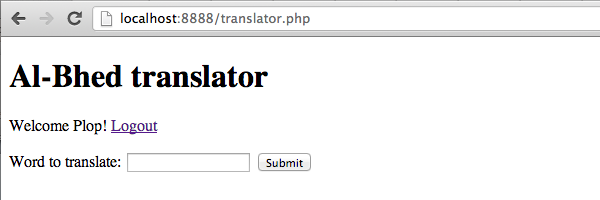 localhost:8888/translator.php
Al-Bhed translator
Welcome Plop! Logout
Word to translate: Submit